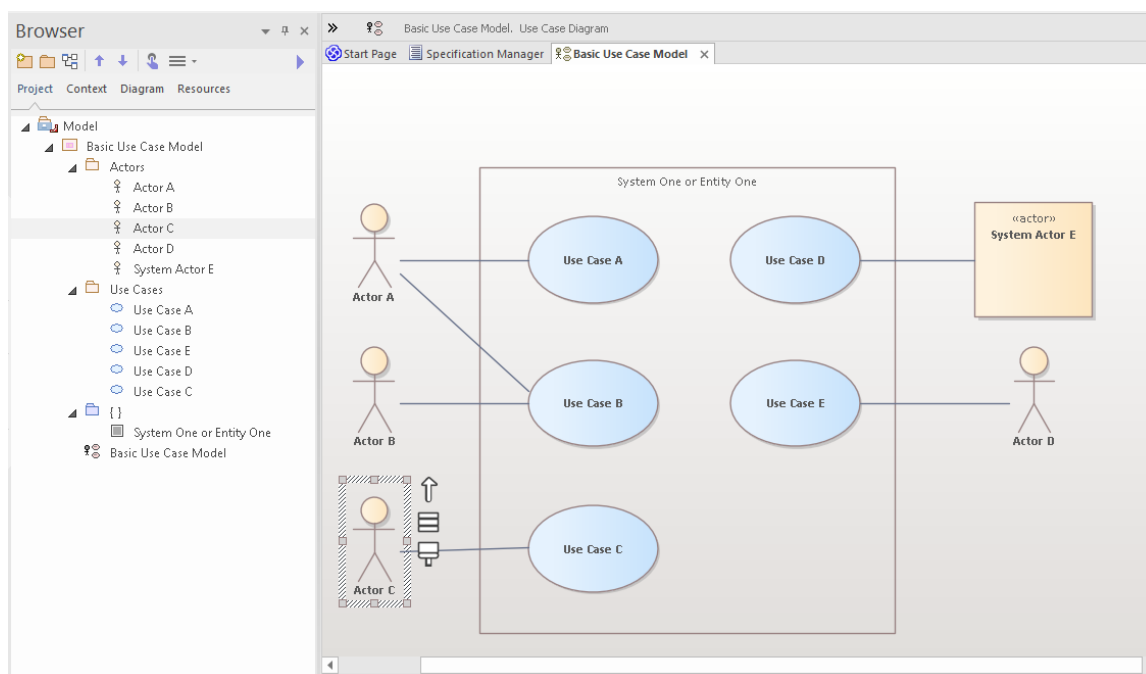 Browser
Project Context Diagram Resources
Model
Basic Use Case Model
Actors
Actor A
Actor B
Actor C
Actor D
System Actor E
Use Cases
Use Case A
Use Case B
Use Case E
Use Case D
Use Case C
{ }
System One or Entity One
Basic Use Case Model
Basic Use Case Model. Use Case Diagram
Start Page Specification Manager Basic Use Case Model
System One or Entity One
Actor A
Use Case A
Use Case D
«actor»
System Actor E
Actor B
Use Case B
Use Case E
Actor D
Actor C
Use Case C